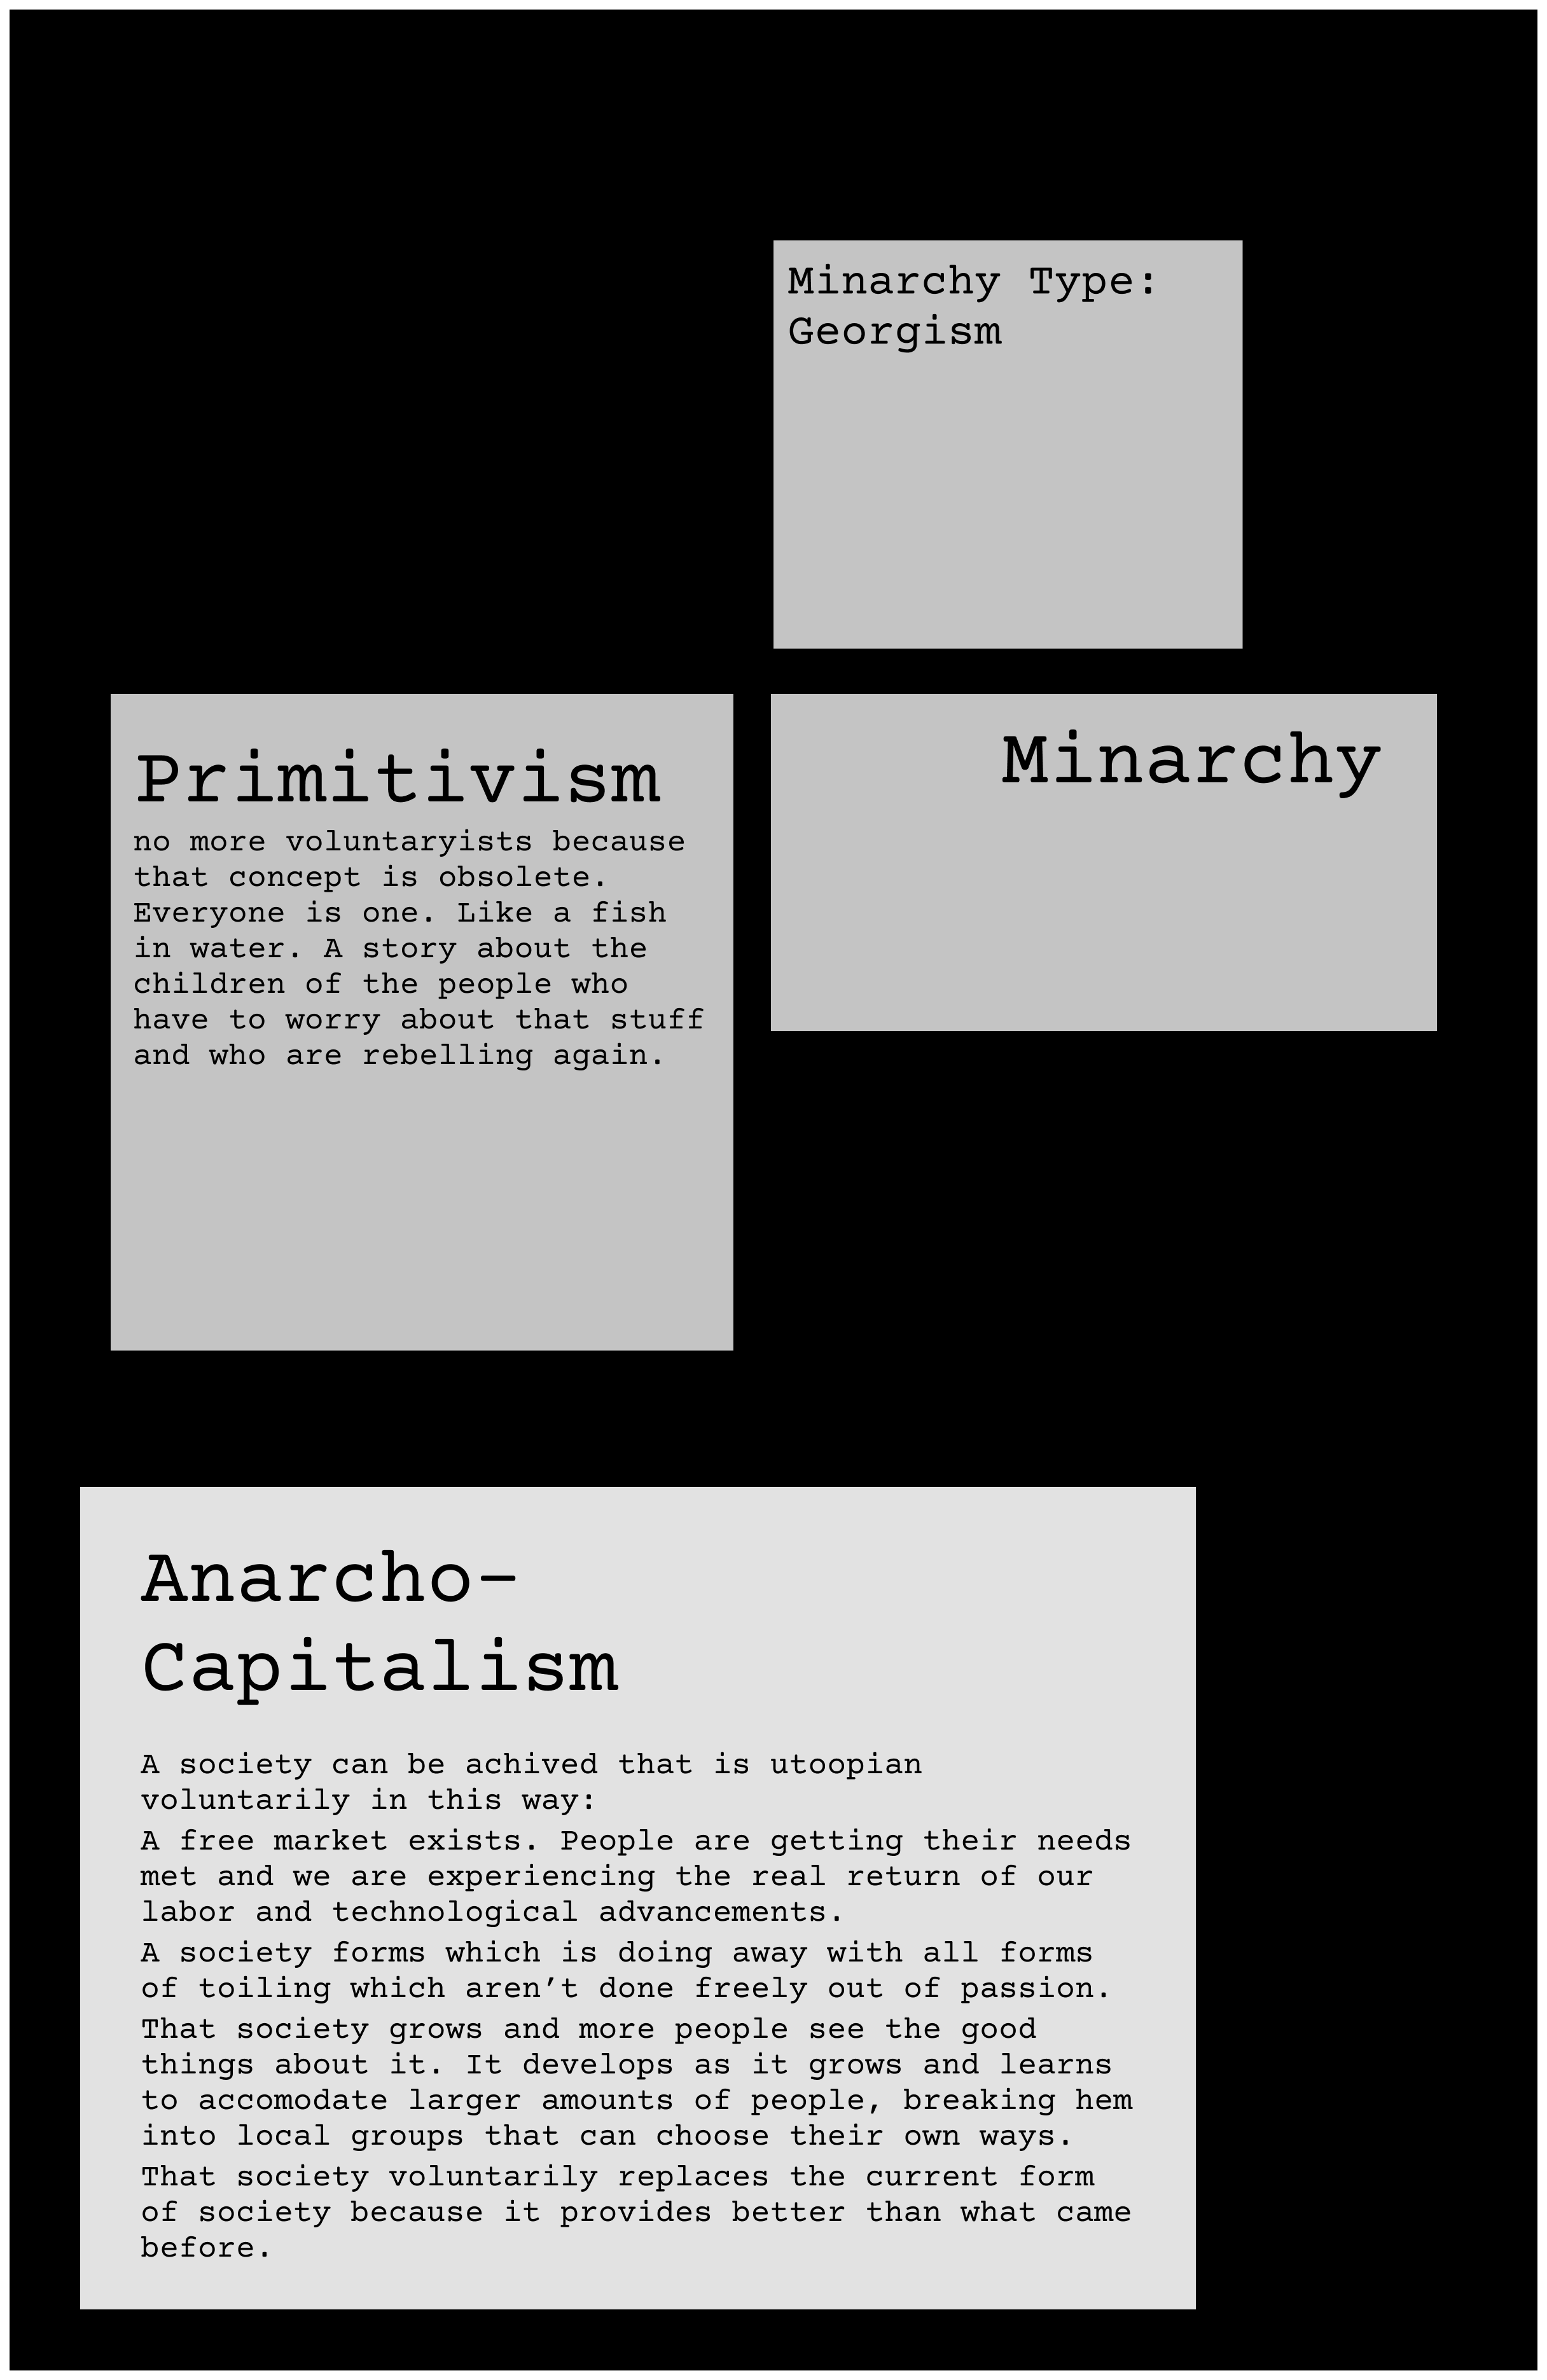 Minarchy Type:
Georgism
Primitivism
no more voluntaryists because
that concept is obsolete.
Everyone is one. Like a fish
in water. A story about the
children of the people who
have to worry about that stuff
and who are rebelling again.
Minarchy
Anarcho-
Capitalism
A society can be achived that is utoopian
voluntarily in this way:
A free market exists. People are getting their needs
met and we are experiencing the real return of our
labor and technological advancements.
A society forms which is doing away with all forms
of toiling which aren’t done freely out of passion.
That society grows and more people see the good
things about it. It develops as it grows and learns
to accomodate larger amounts of people, breaking hem
into local groups that can choose their own ways.
That society voluntarily replaces the current form
of society because it provides better than what came
before.